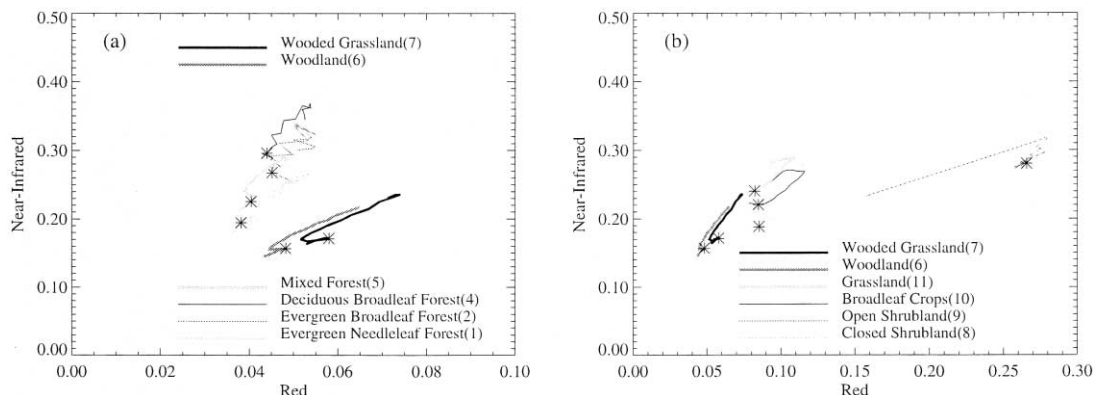 (a)
Wooded Grassland(7)
Woodland(6)
0.50
0.40
0.30
0.20
0.10
0.00
Near-Infrared
Mixed Forest(5)
Deciduous Broadleaf Forest(4)
Evergreen Broadleaf Forest(2)
Evergreen Needleleaf Forest(1)
0.00 0.02 0.04 0.06 0.08 0.10
Red
(b)
0.50
0.40
0.30
0.20
0.10
0.00
Near-Infrared
Wooded Grassland(7)
Woodland(6)
Grassland(11)
Broadleaf Crops(10)
Open Shrubland(9)
Closed Shrubland(8)
0.00 0.05 0.10 0.15 0.20 0.25 0.30
Red